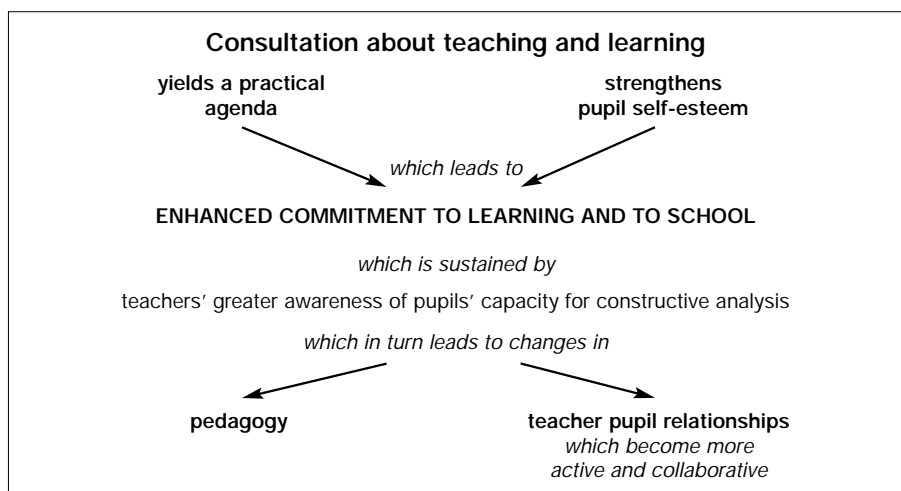 Consultation about teaching and learning
yields a practical
agenda
strengthens
pupil self-esteem
which leads to
ENHANCED COMMITMENT TO LEARNING AND TO SCHOOL
which is sustained by
teachers’ greater awareness of pupils’ capacity for constructive analysis
which in turn leads to changes in
pedagogy
teacher pupil relationships
which become more
active and collaborative